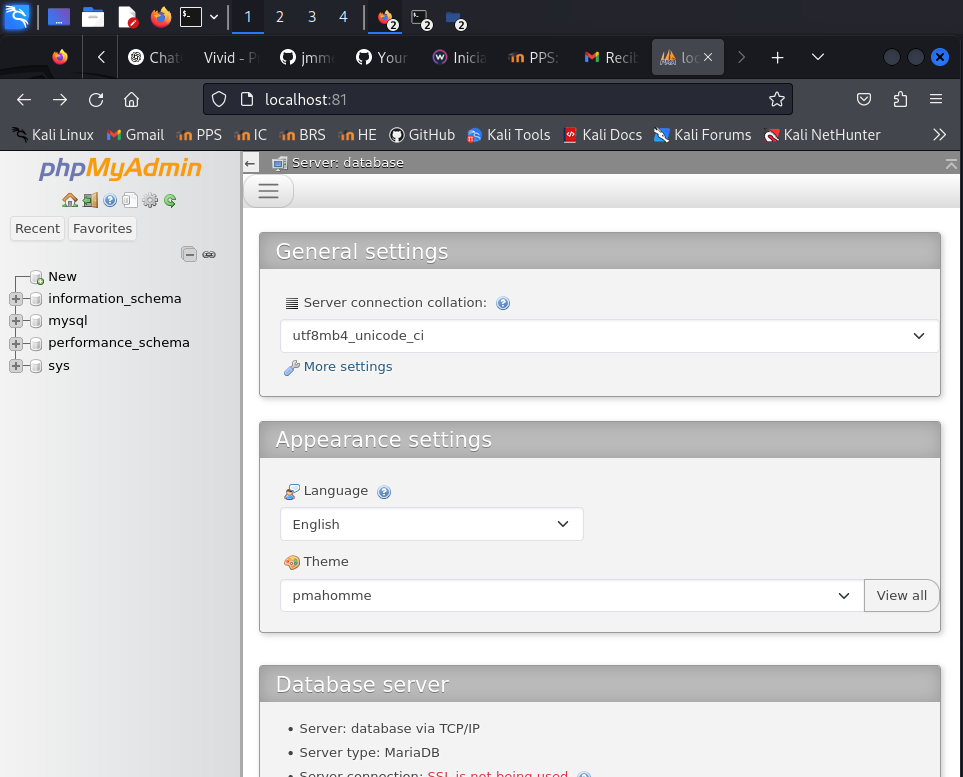 1 2 3 4 2 2 2
Chat Vivid - P jmm Your Inicia PPS: Recib loc
localhost:81
Kali Linux Gmail PPS IC BRS HE GitHub Kali Tools Kali Docs Kali Forums Kali NetHunter
phpMyAdmin
Recent Favorites
New
information_schema
mysql
performance_schema
sys
Server: database
General settings
Server connection collation:
utf8mb4_unicode_ci
More settings
Appearance settings
Language
English
Theme
pmahomme View all
Database server
• Server: database via TCP/IP
• Server type: MariaDB
• Server connection: SSL is not being used